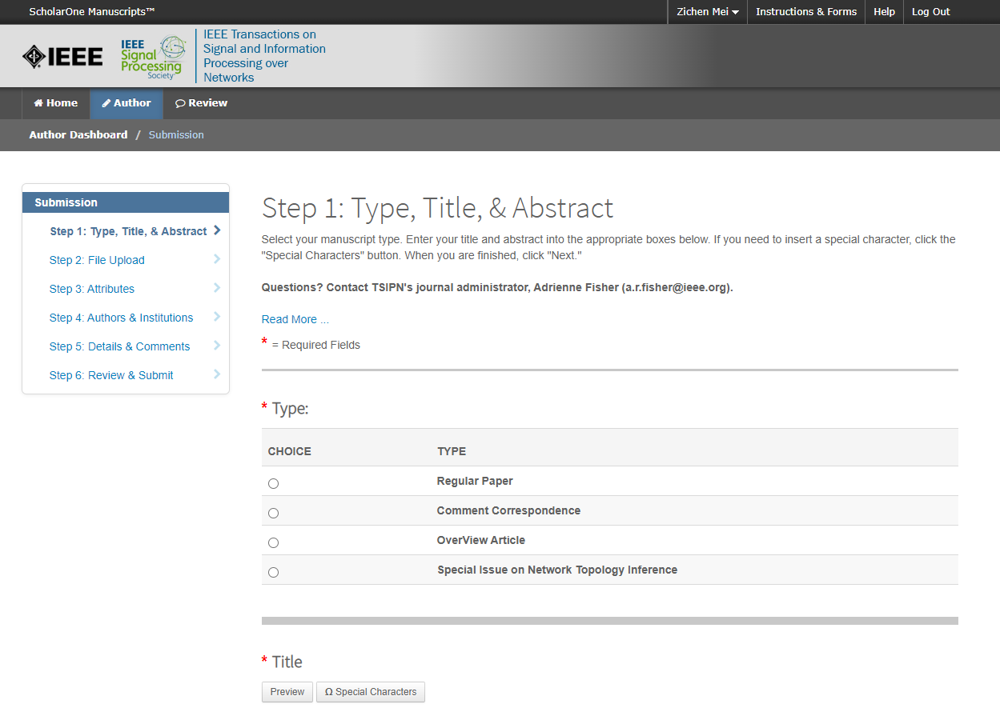 ScholarOne Manuscripts™
Zichen Mei
Instructions & Forms
Help
Log Out
IEEE
IEEE
Signal
Processing
Society
IEEE Transactions on
Signal and Information
Processing over
Networks
Home
Author
Review
Author Dashboard / Submission
Submission
Step 1: Type, Title, & Abstract
Step 2: File Upload
Step 3: Attributes
Step 4: Authors & Institutions
Step 5: Details & Comments
Step 6: Review & Submit
Step 1: Type, Title, & Abstract
Select your manuscript type. Enter your title and abstract into the appropriate boxes below. If you need to insert a special character, click the
"Special Characters" button. When you are finished, click "Next."
Questions? Contact TSIPN's journal administrator, Adrienne Fisher (a.r.fisher@ieee.org).
Read More ...
* = Required Fields
* Type:
CHOICE TYPE
Regular Paper
Comment Correspondence
OverView Article
Special Issue on Network Topology Inference
* Title
Preview
Ω Special Characters